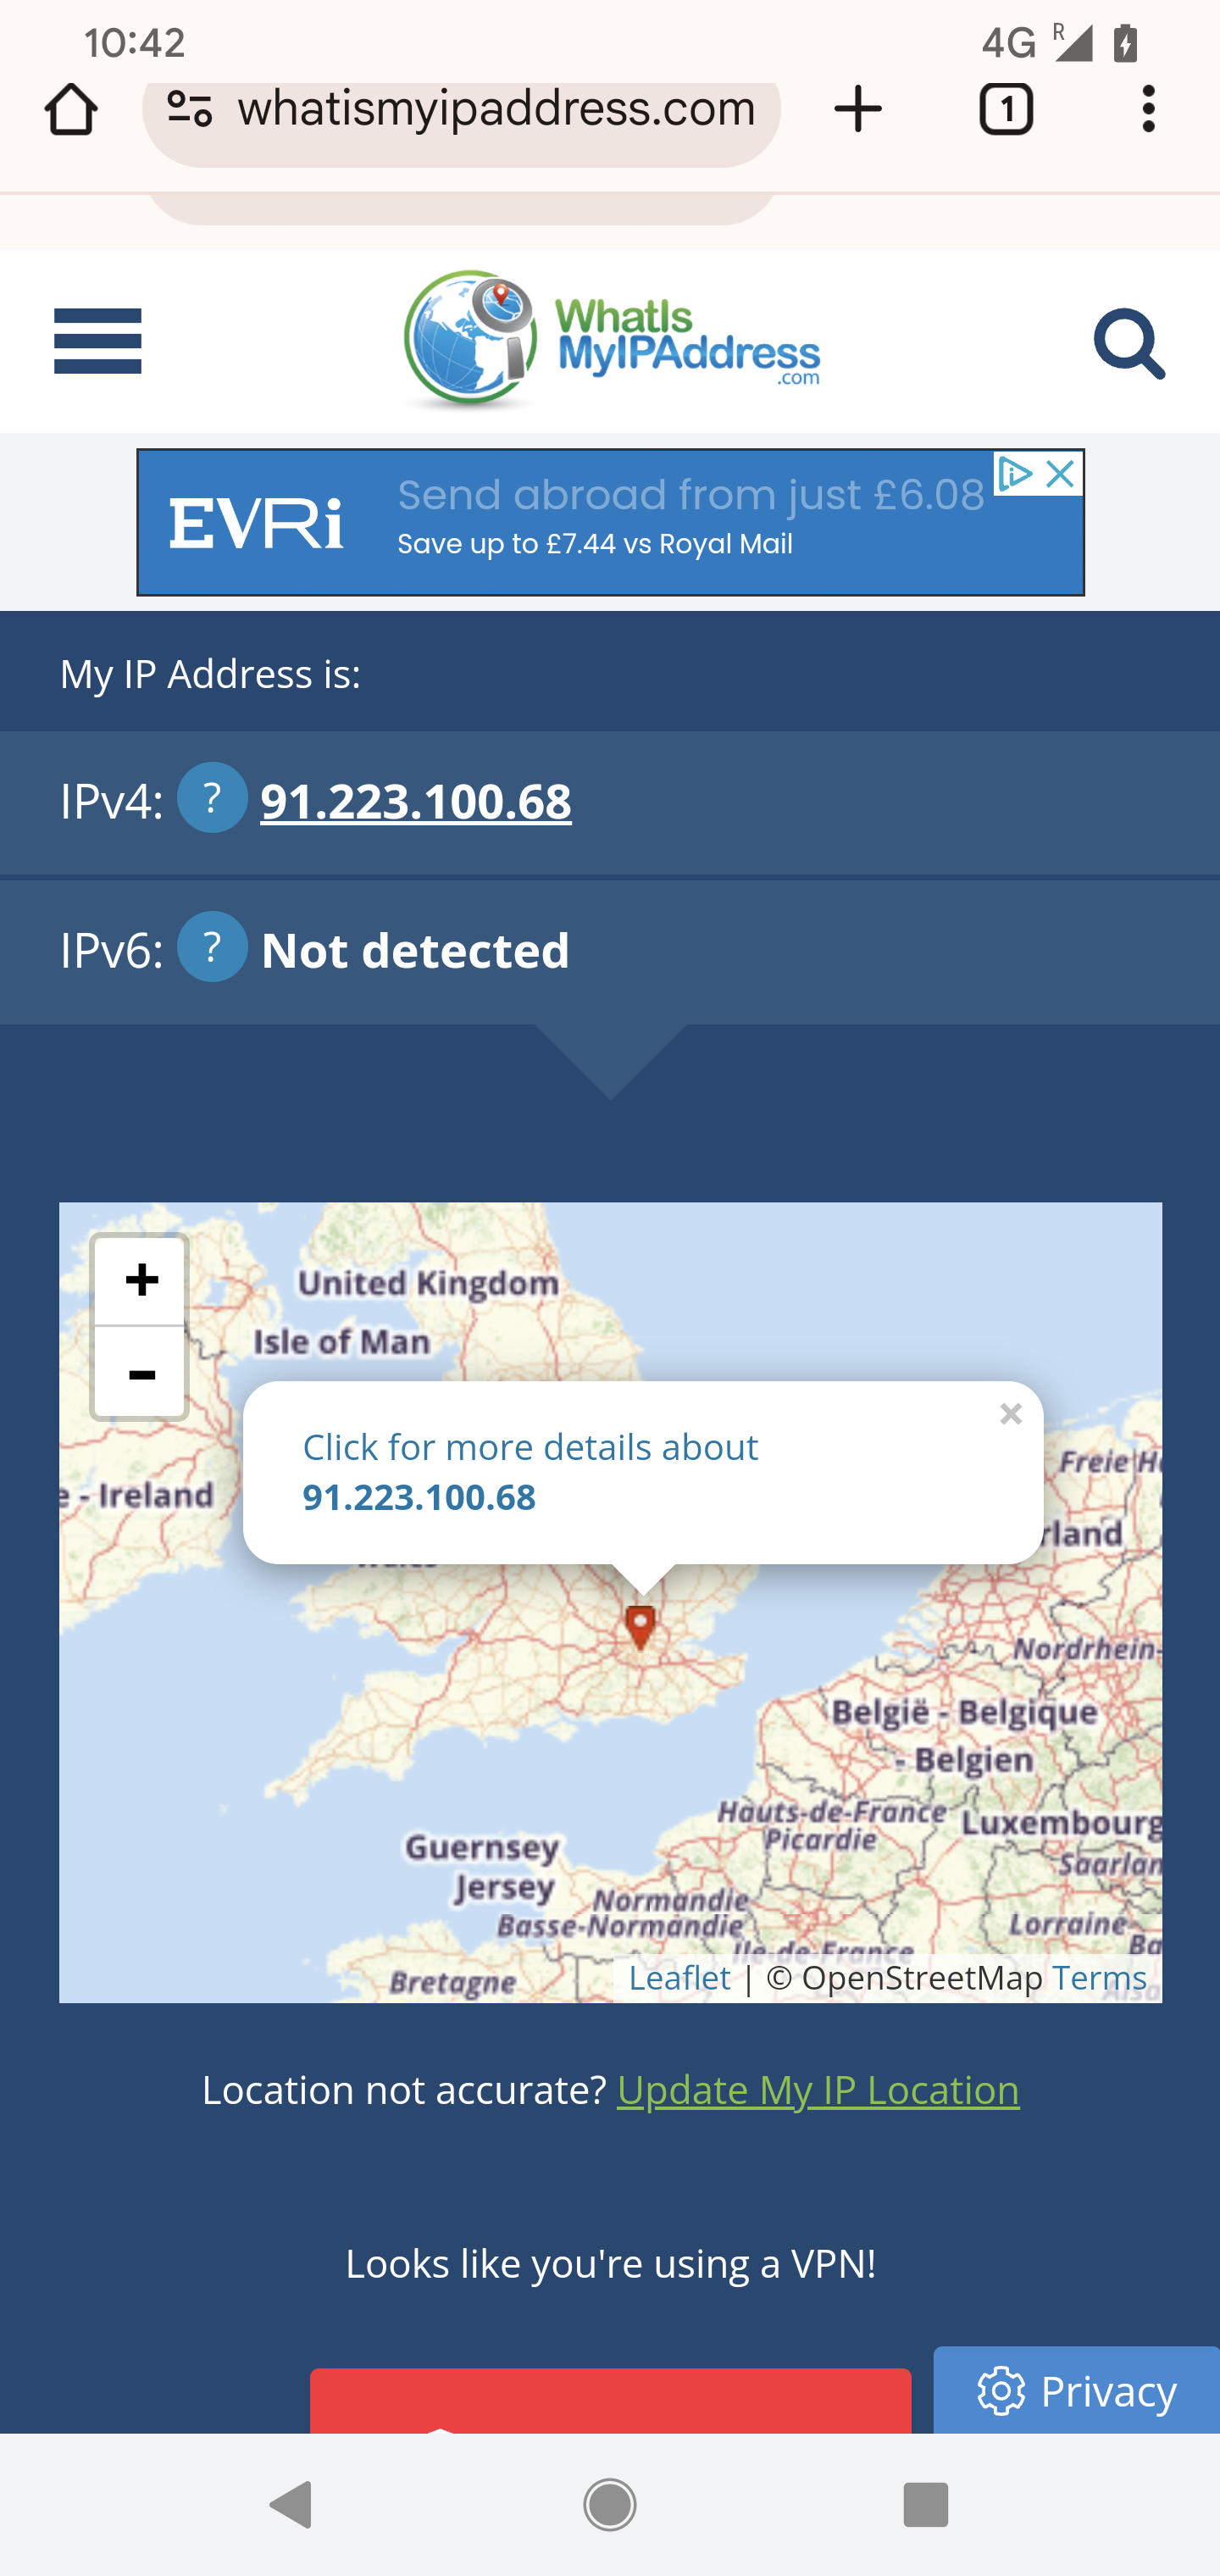 10:42
4G R
whatismyipaddress.com
1
WhatIs
MyIPAddress
.com
EVRi
Send abroad from just £6.08
Save up to £7.44 vs Royal Mail
My IP Address is:
IPv4: ? 91.223.100.68
IPv6: ? Not detected
+
-
United Kingdom
Isle of Man
×
Click for more details about
91.223.100.68
Freie H
e - Ireland
rland
Wales
Nordrhein-
België - Belgique
- Belgien
Hauts-de-France
Picardie
Luxembourg
Saarlan
Guernsey
Jersey
Normandie
Basse-Normandie
Lorraine
Ba
Ile-de-France
Bretagne
Leaflet | © OpenStreetMap Terms
Location not accurate? Update My IP Location
Looks like you're using a VPN!
Privacy